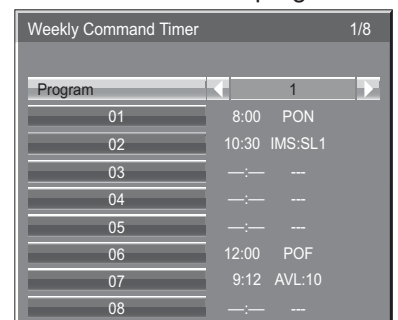 Weekly Command Timer 1/8
Program 1
01 8:00 PON
02 10:30 IMS:SL1
03 —:— ---
04 —:— ---
05 —:— ---
06 12:00 POF
07 9:12 AVL:10
08 —:— ---